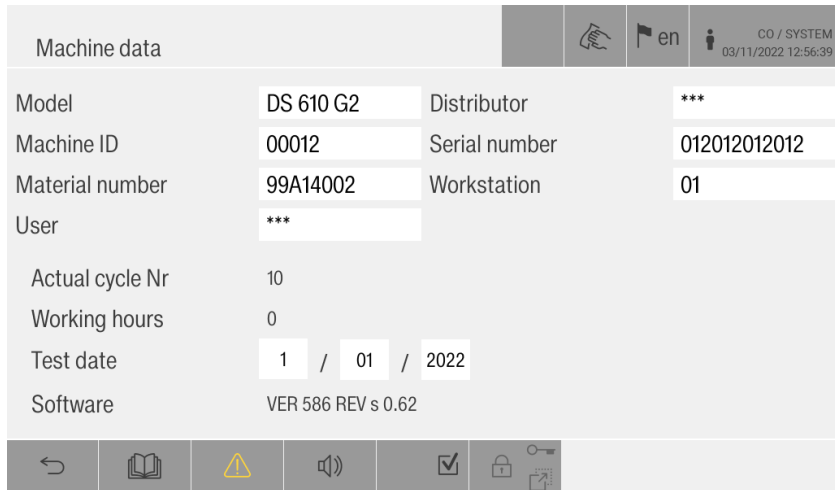 Machine data
en
CO / SYSTEM
03/11/2022 12:56:39
Model DS 610 G2 Distributor ***
Machine ID 00012 Serial number 012012012012
Material number 99A14002 Workstation 01
User ***
Actual cycle Nr 10
Working hours 0
Test date 1 / 01 / 2022
Software VER 586 REV s 0.62